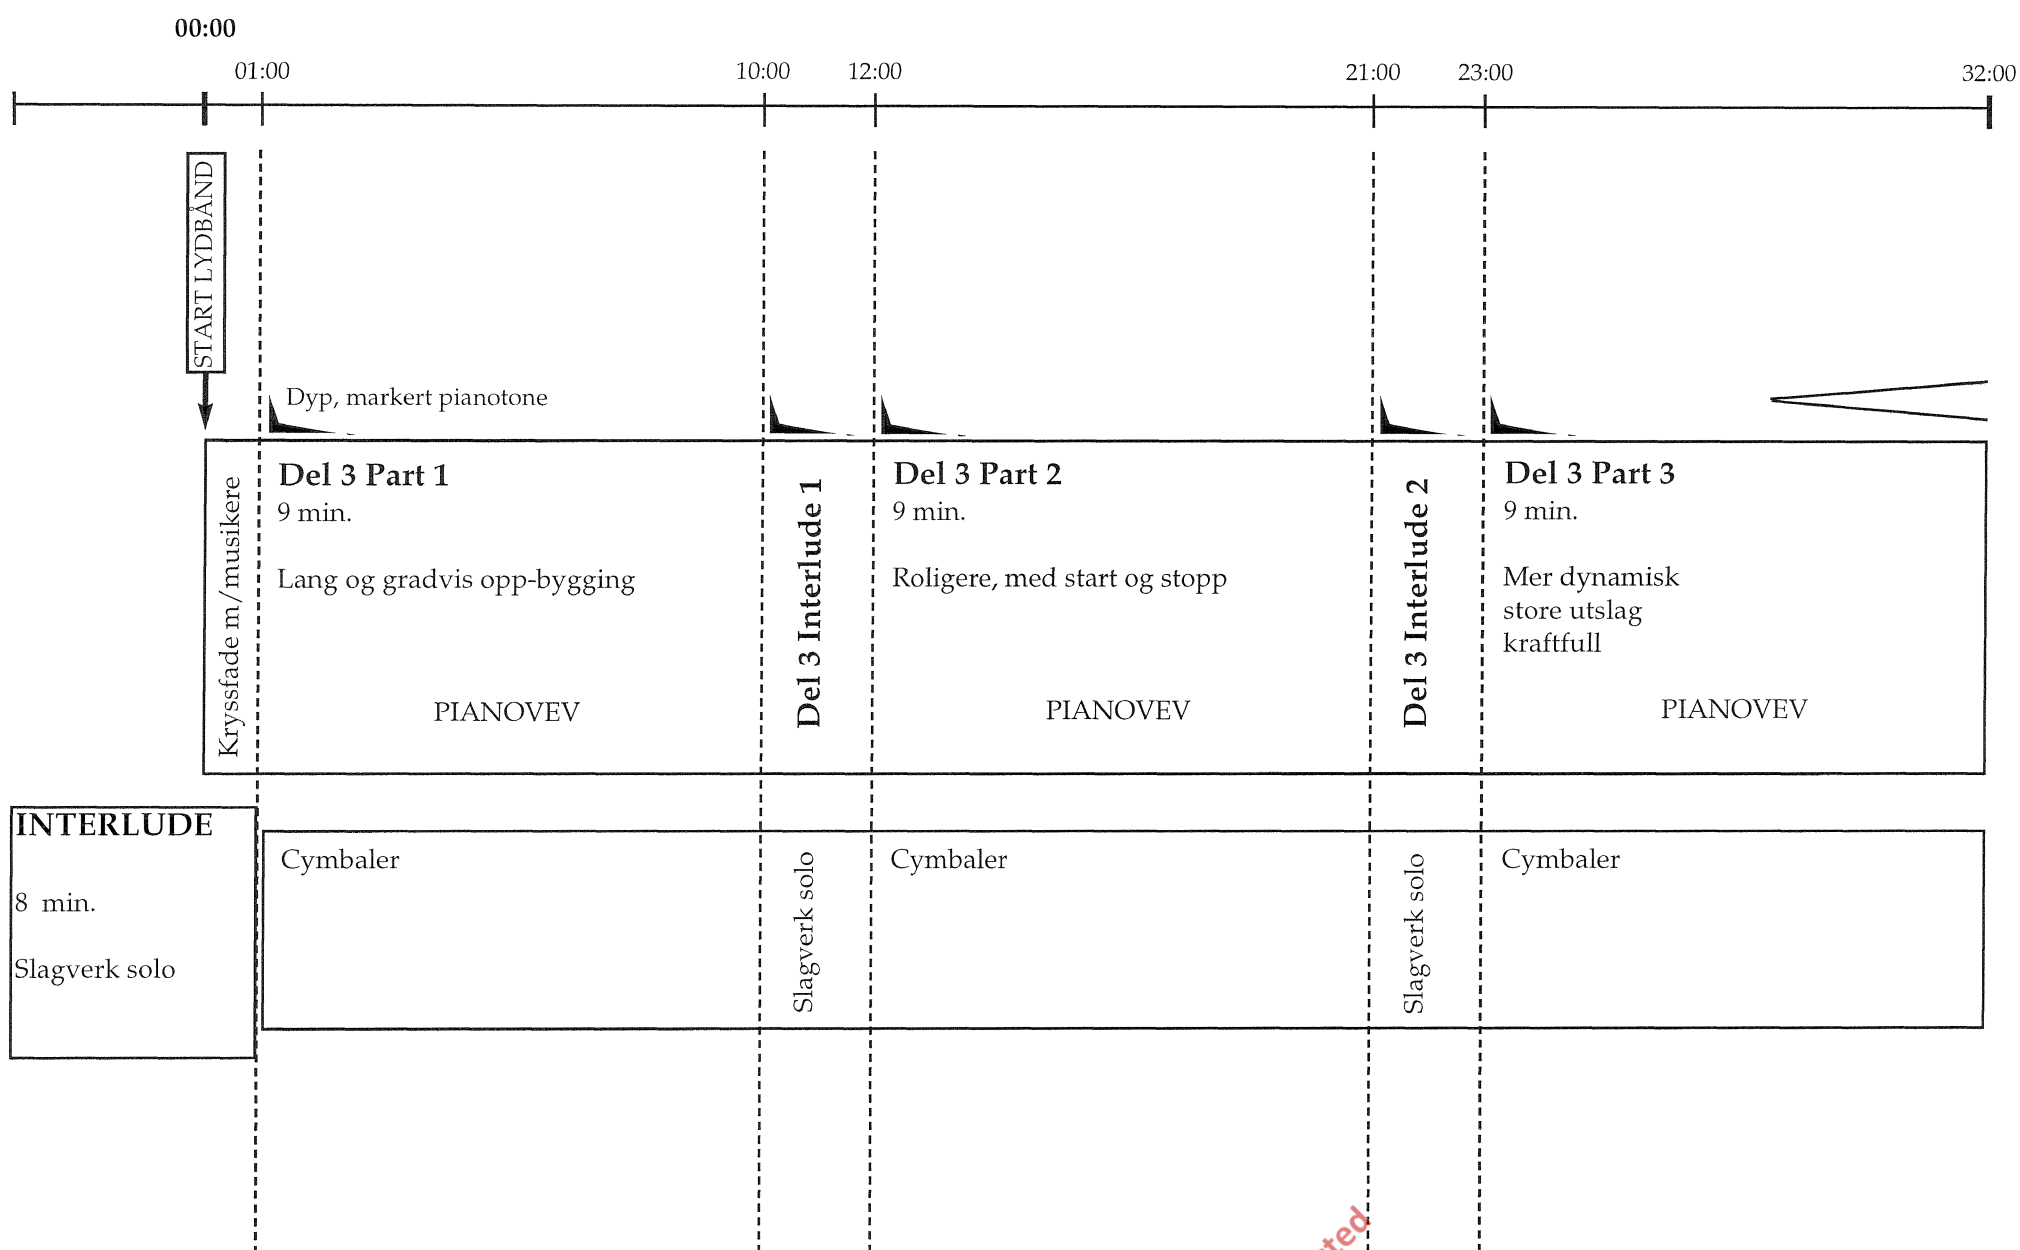 00:00
01:00
10:00
12:00
21:00
23:00
32:00
START LYDBÅND
Dyp, markert pianotone
Kryssfade m/musikere
Del 3 Part 1
9 min.
Lang og gradvis opp-bygging
PIANOVEV
Del 3 Interlude 1
Del 3 Part 2
9 min.
Roligere, med start og stopp
PIANOVEV
Del 3 Interlude 2
Del 3 Part 3
9 min.
Mer dynamisk
store utslag
kraftfull
PIANOVEV
INTERLUDE
8 min.
Slagverk solo
Cymbaler
Slagverk solo
Cymbaler
Slagverk solo
Cymbaler